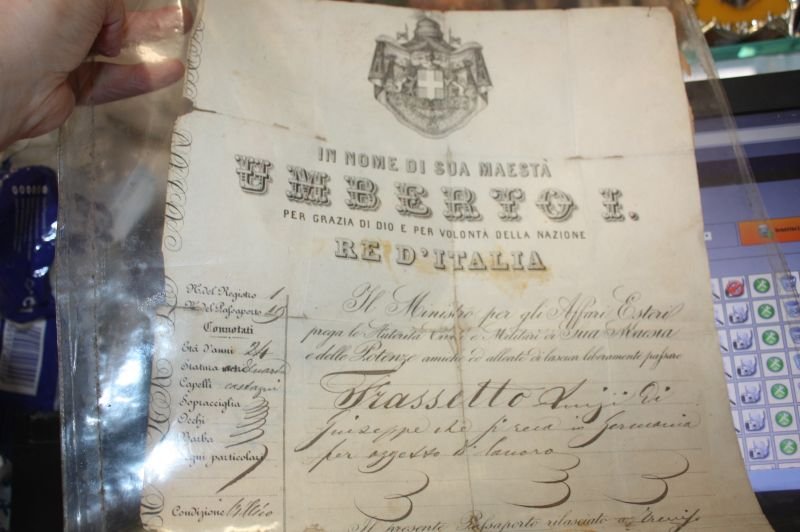 IN NOME DI SUA MAESTÀ
UMBERTO I.
PER GRAZIA DI DIO E PER VOLONTÀ DELLA NAZIONE
RE D'ITALIA
N. del Registro 1
N. del Passaporto 19
Connotati
Età d'anni 24
Statura
Capelli castagni
Sopracciglia
Occhi
Barba
Segni particolari
Condizione
Il Ministro per gli Affari Esteri
prega le Autorità Civili e Militari di Sua Maestà
e delle Potenze amiche ed alleate di lasciar liberamente passare
Frassetto Luigi di
Giuseppe che si reca in Germania
per oggetto di lavoro
Il presente Passaporto rilasciato a Treviso